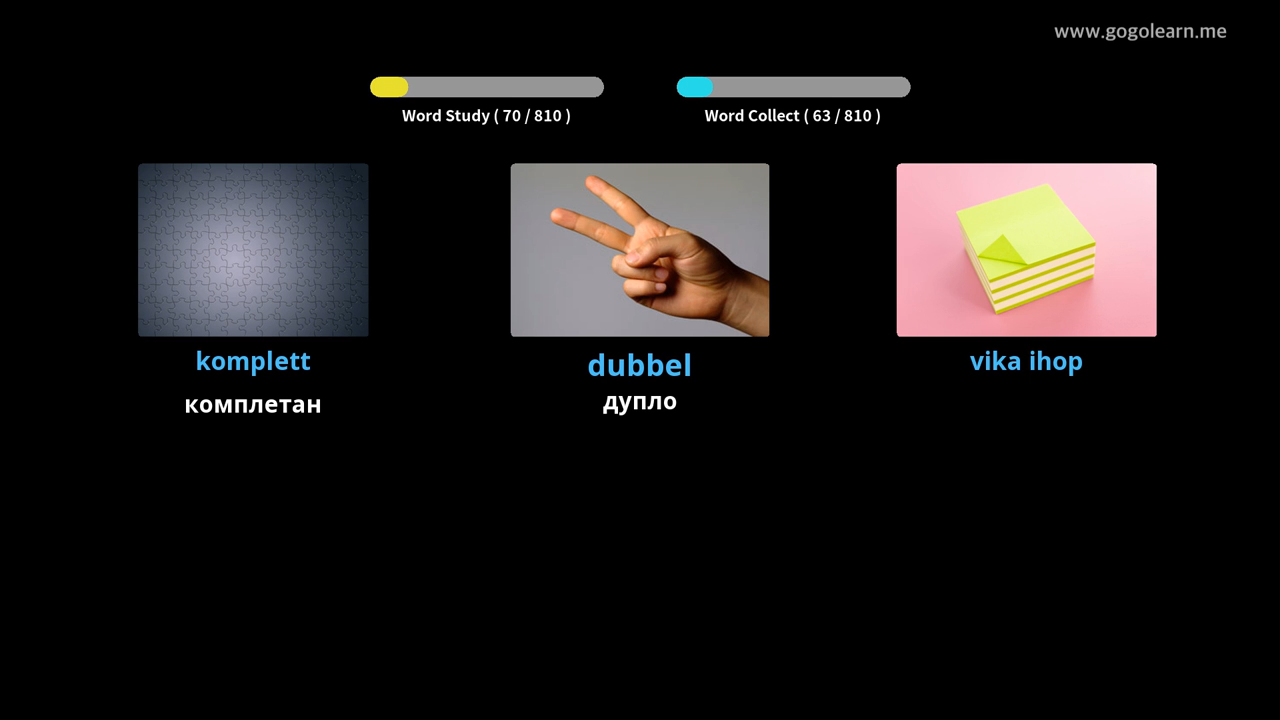 www.gogolearn.me
Word Study ( 70 / 810 )
Word Collect ( 63 / 810 )
komplett
комплетан
dubbel
дупло
vika ihop